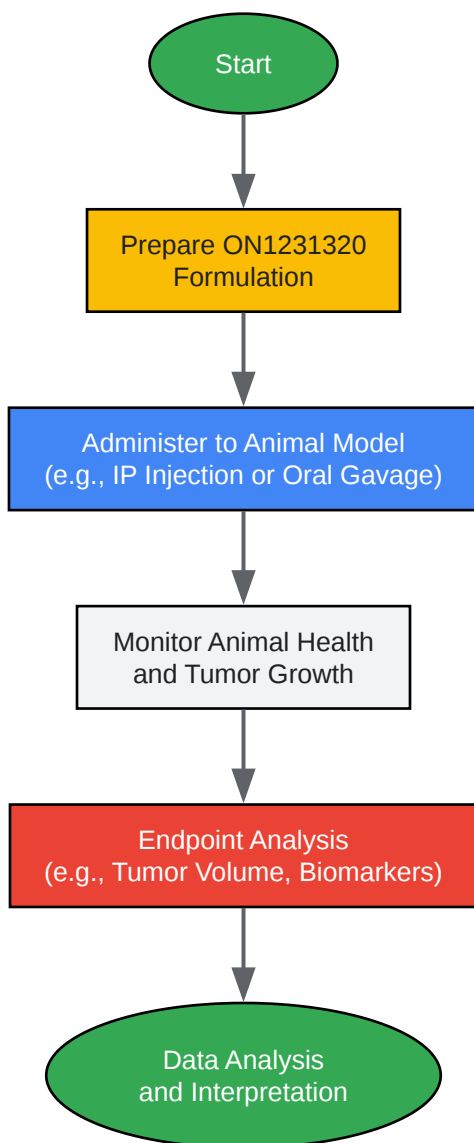 Start
Prepare ON1231320
Formulation
Administer to Animal Model
(e.g., IP Injection or Oral Gavage)
Monitor Animal Health
and Tumor Growth
Endpoint Analysis
(e.g., Tumor Volume, Biomarkers)
Data Analysis
and Interpretation